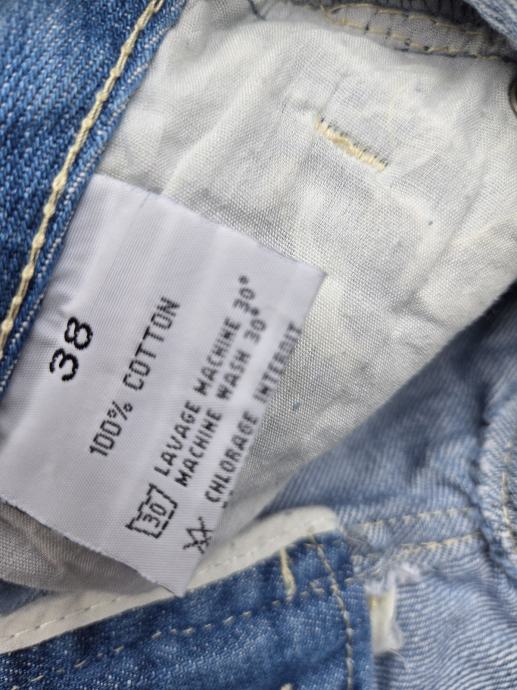 38
100% COTTON
30 LAVAGE MACHINE 30°
MACHINE WASH 30°
CHLORAGE INTERDIT